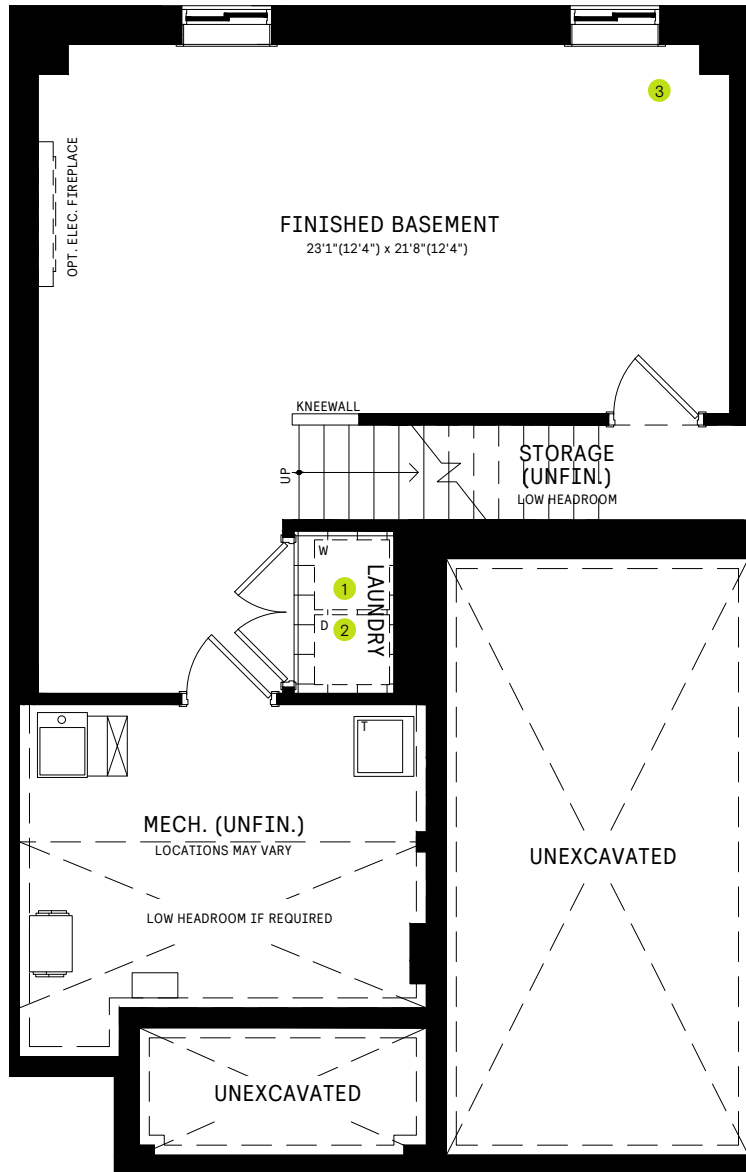 3
OPT. ELEC. FIREPLACE
FINISHED BASEMENT
23'1"(12'4") x 21'8"(12'4")
KNEEWALL
UP
STORAGE
(UNFIN.)
LOW HEADROOM
W
1
LAUNDRY
D
2
T
MECH. (UNFIN.)
LOCATIONS MAY VARY
UNEXCAVATED
LOW HEADROOM IF REQUIRED
UNEXCAVATED